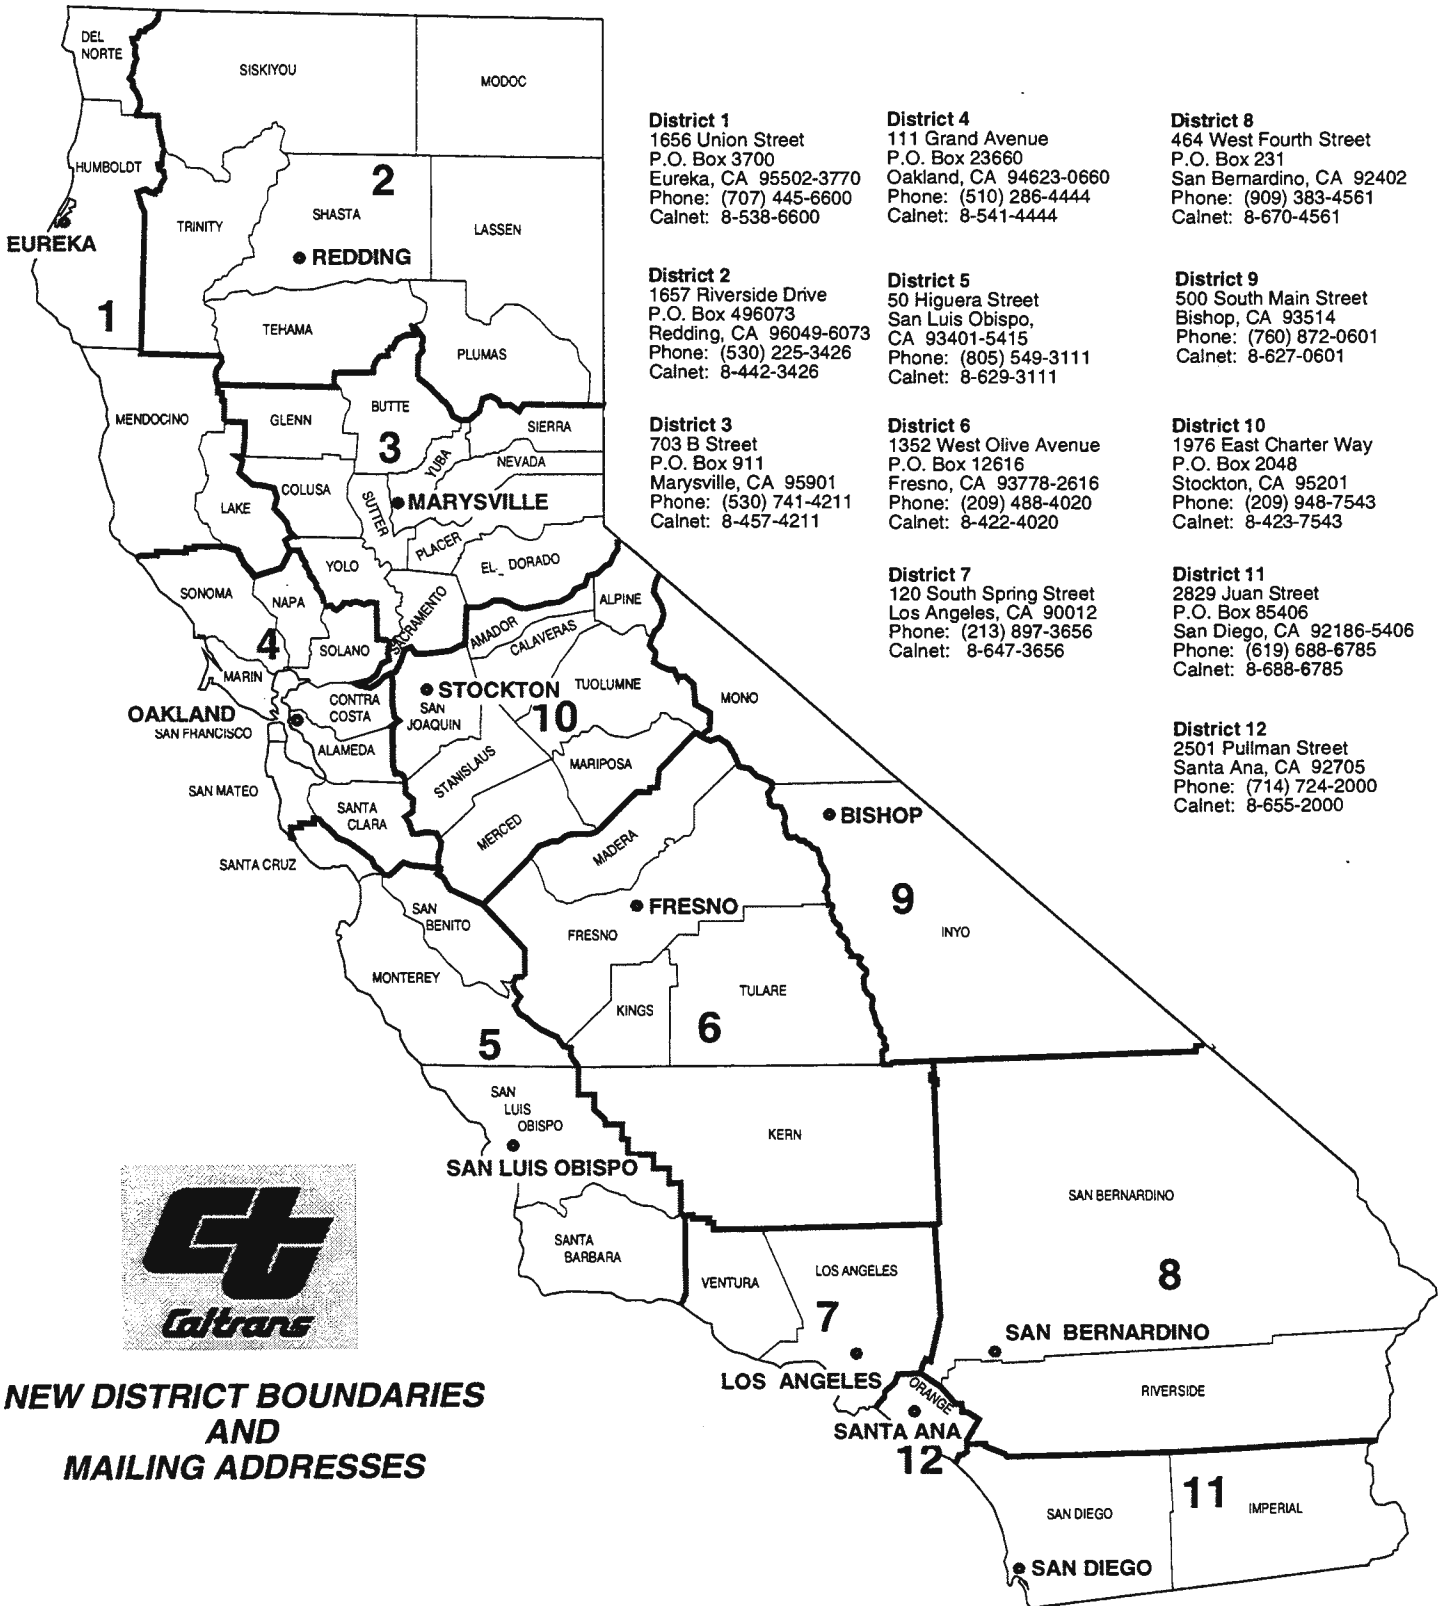 DEL
NORTE
SISKIYOU
MODOC
HUMBOLDT
2
SHASTA
TRINITY
LASSEN
EUREKA
REDDING
1
TEHAMA
PLUMAS
MENDOCINO
GLENN
BUTTE
3
SIERRA
YUBA
NEVADA
COLUSA
SUTTER
MARYSVILLE
LAKE
PLACER
YOLO
EL DORADO
SONOMA
NAPA
SACRAMENTO
ALPINE
4
SOLANO
AMADOR
CALAVERAS
MARIN
STOCKTON
TUOLUMNE
CONTRA
COSTA
SAN
JOAQUIN
10
MONO
OAKLAND
SAN FRANCISCO
ALAMEDA
STANISLAUS
MARIPOSA
SAN MATEO
SANTA
CLARA
MERCED
MADERA
BISHOP
SANTA CRUZ
9
SAN
BENITO
FRESNO
FRESNO
INYO
MONTEREY
KINGS
TULARE
5
6
SAN
LUIS
OBISPO
KERN
SAN LUIS OBISPO
SAN BERNARDINO
SANTA
BARBARA
VENTURA
LOS ANGELES
8
7
SAN BERNARDINO
LOS ANGELES
ORANGE
RIVERSIDE
SANTA ANA
12
11
SAN DIEGO
IMPERIAL
SAN DIEGO
District 1
1656 Union Street
P.O. Box 3700
Eureka, CA 95502-3770
Phone: (707) 445-6600
Calnet: 8-538-6600
District 2
1657 Riverside Drive
P.O. Box 496073
Redding, CA 96049-6073
Phone: (530) 225-3426
Calnet: 8-442-3426
District 3
703 B Street
P.O. Box 911
Marysville, CA 95901
Phone: (530) 741-4211
Calnet: 8-457-4211
District 4
111 Grand Avenue
P.O. Box 23660
Oakland, CA 94623-0660
Phone: (510) 286-4444
Calnet: 8-541-4444
District 5
50 Higuera Street
San Luis Obispo,
CA 93401-5415
Phone: (805) 549-3111
Calnet: 8-629-3111
District 6
1352 West Olive Avenue
P.O. Box 12616
Fresno, CA 93778-2616
Phone: (209) 488-4020
Calnet: 8-422-4020
District 7
120 South Spring Street
Los Angeles, CA 90012
Phone: (213) 897-3656
Calnet: 8-647-3656
District 8
464 West Fourth Street
P.O. Box 231
San Bernardino, CA 92402
Phone: (909) 383-4561
Calnet: 8-670-4561
District 9
500 South Main Street
Bishop, CA 93514
Phone: (760) 872-0601
Calnet: 8-627-0601
District 10
1976 East Charter Way
P.O. Box 2048
Stockton, CA 95201
Phone: (209) 948-7543
Calnet: 8-423-7543
District 11
2829 Juan Street
P.O. Box 85406
San Diego, CA 92186-5406
Phone: (619) 688-6785
Calnet: 8-688-6785
District 12
2501 Pullman Street
Santa Ana, CA 92705
Phone: (714) 724-2000
Calnet: 8-655-2000
ct
Caltrans
NEW DISTRICT BOUNDARIES
AND
MAILING ADDRESSES